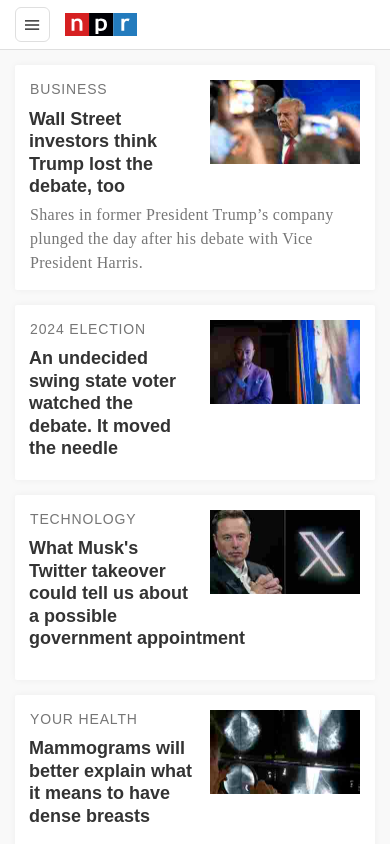 npr
BUSINESS
Wall Street
investors think
Trump lost the
debate, too
Shares in former President Trump’s company
plunged the day after his debate with Vice
President Harris.
2024 ELECTION
An undecided
swing state voter
watched the
debate. It moved
the needle
TECHNOLOGY
What Musk's
Twitter takeover
could tell us about
a possible
government appointment
X
YOUR HEALTH
Mammograms will
better explain what
it means to have
dense breasts